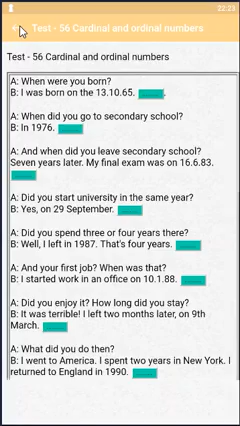 22:23
Test - 56 Cardinal and ordinal numbers
Test - 56 Cardinal and ordinal numbers
A: When were you born?
B: I was born on the 13.10.65. .
A: When did you go to secondary school?
B: In 1976.
A: And when did you leave secondary school?
Seven years later. My final exam was on 16.6.83.
A: Did you start university in the same year?
B: Yes, on 29 September.
A: Did you spend three or four years there?
B: Well, I left in 1987. That's four years.
A: And your first job? When was that?
B: I started work in an office on 10.1.88.
A: Did you enjoy it? How long did you stay?
B: It was terrible! I left two months later, on 9th
March.
A: What did you do then?
B: I went to America. I spent two years in New York. I
returned to England in 1990.